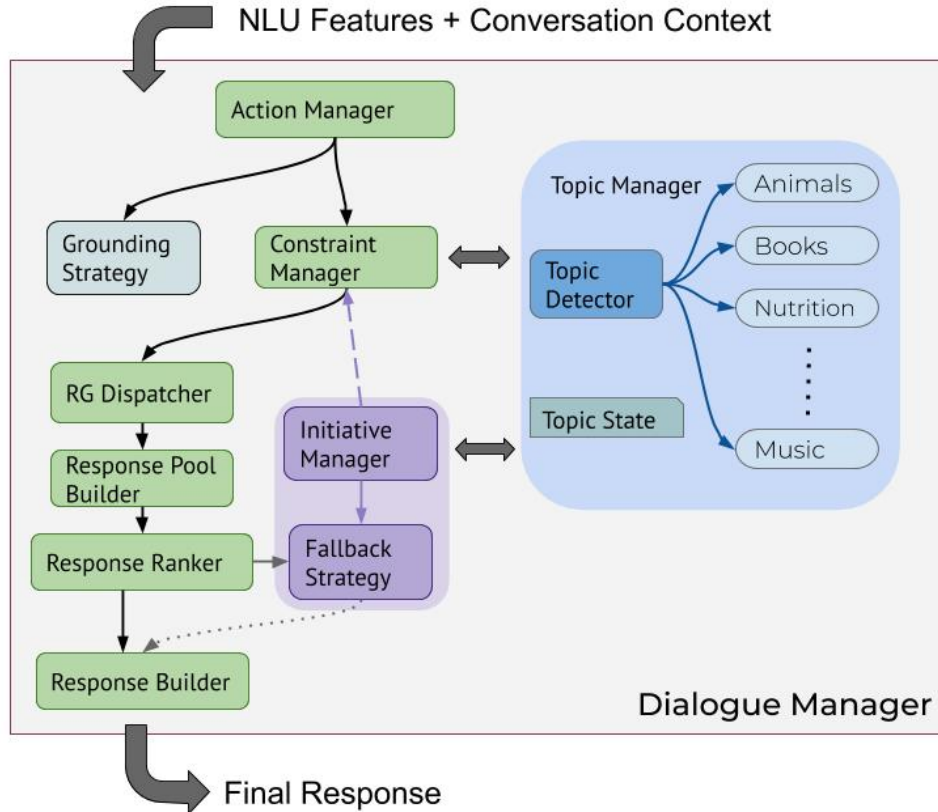 NLU Features + Conversation Context
Action Manager
Grounding
Strategy
Constraint
Manager
Topic Manager
Topic
Detector
Animals
Books
Nutrition
Music
Topic State
RG Dispatcher
Initiative
Manager
Response Pool
Builder
Response Ranker
Fallback
Strategy
Response Builder
Dialogue Manager
Final Response